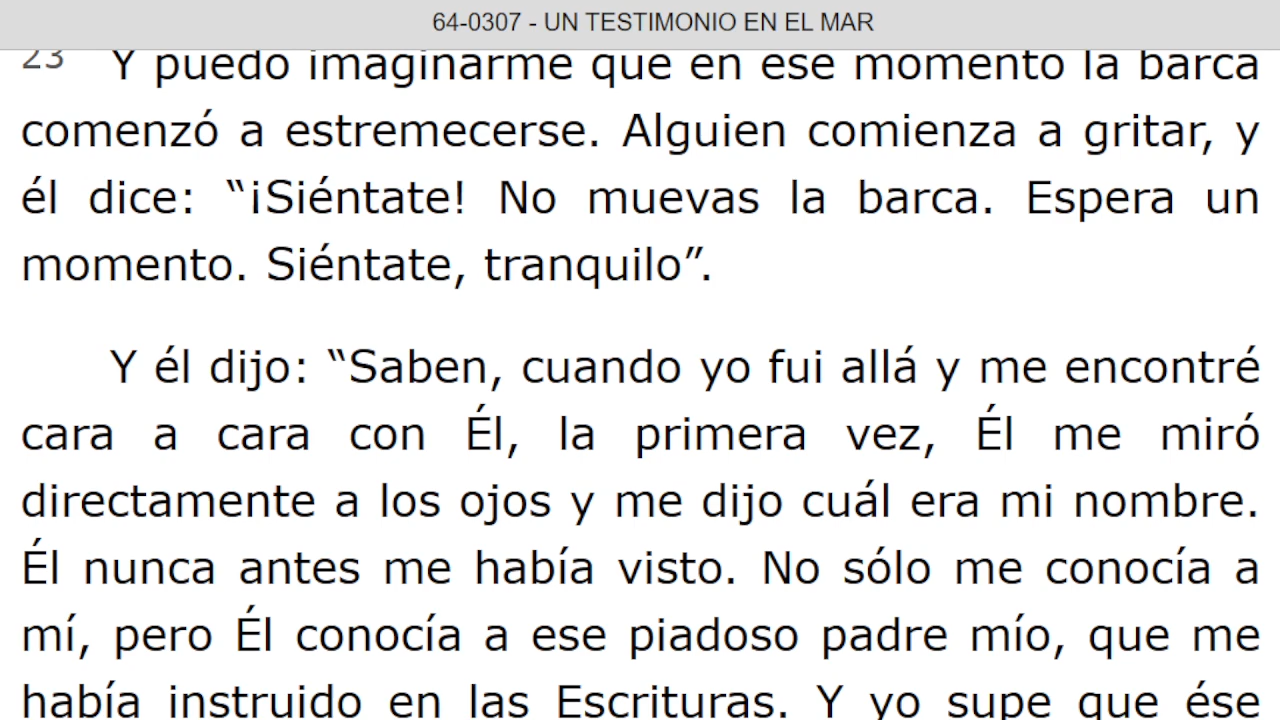 64-0307 - UN TESTIMONIO EN EL MAR
23 Y puedo imaginarme que en ese momento la barca
comenzó a estremecerse. Alguien comienza a gritar, y
él dice: “¡Siéntate! No muevas la barca. Espera un
momento. Siéntate, tranquilo”.
Y él dijo: “Saben, cuando yo fui allá y me encontré
cara a cara con Él, la primera vez, Él me miró
directamente a los ojos y me dijo cuál era mi nombre.
Él nunca antes me había visto. No sólo me conocía a
mí, pero Él conocía a ese piadoso padre mío, que me
había instruido en las Escrituras. Y yo supe que ése